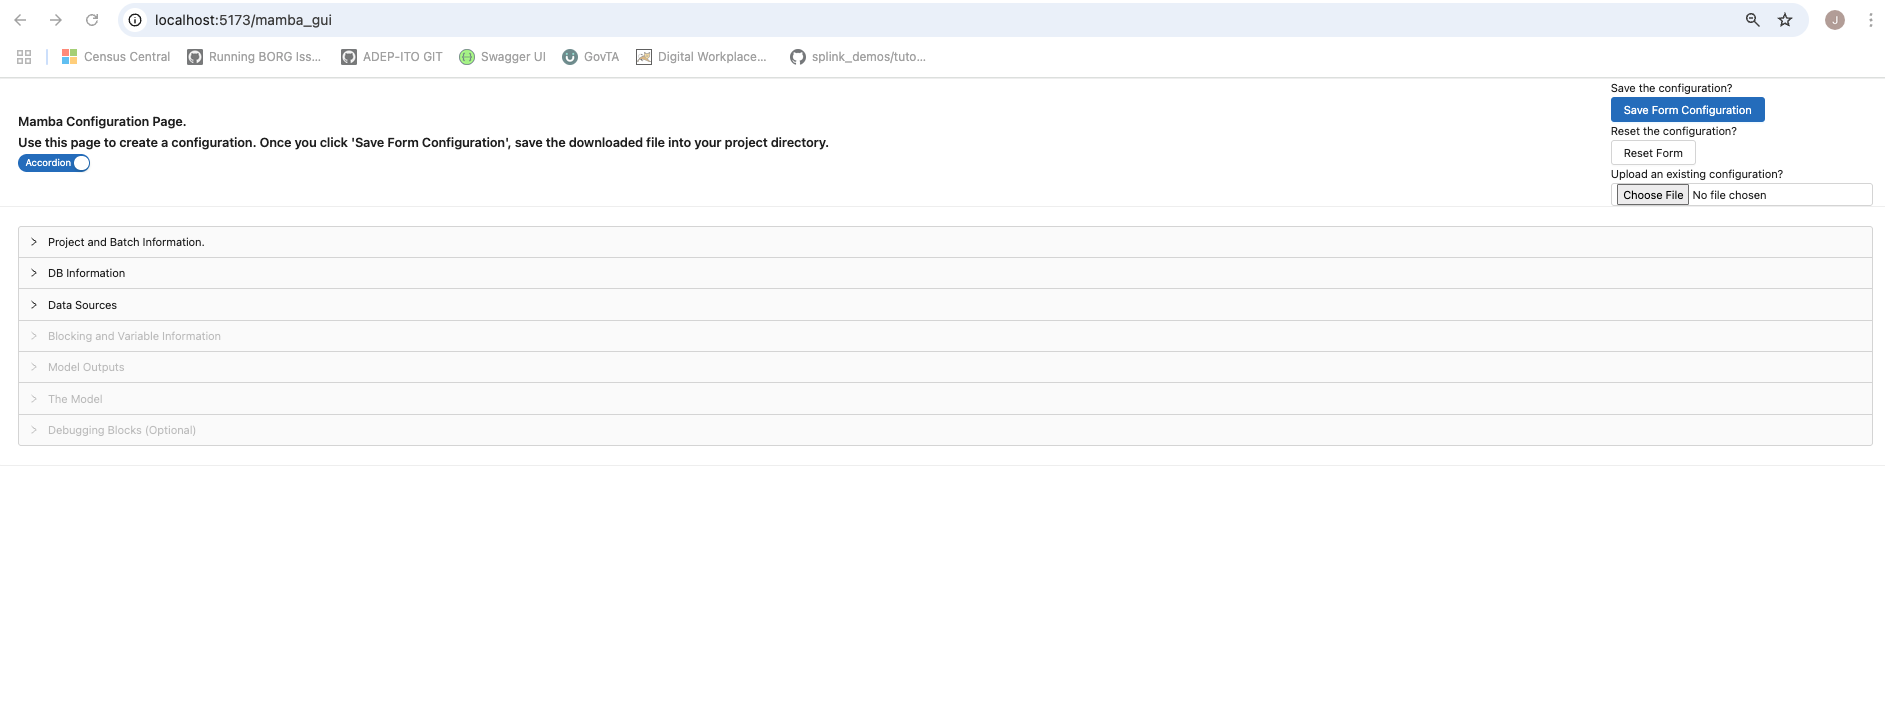 localhost:5173/mamba_gui
J
Census Central
Running BORG Iss...
ADEP-ITO GIT
Swagger UI
GovTA
Digital Workplace...
splink_demos/tuto...
Save the configuration?
Save Form Configuration
Mamba Configuration Page.
Use this page to create a configuration. Once you click 'Save Form Configuration', save the downloaded file into your project directory.
Accordion
Reset the configuration?
Reset Form
Upload an existing configuration?
Choose File No file chosen
Project and Batch Information.
DB Information
Data Sources
Blocking and Variable Information
Model Outputs
The Model
Debugging Blocks (Optional)